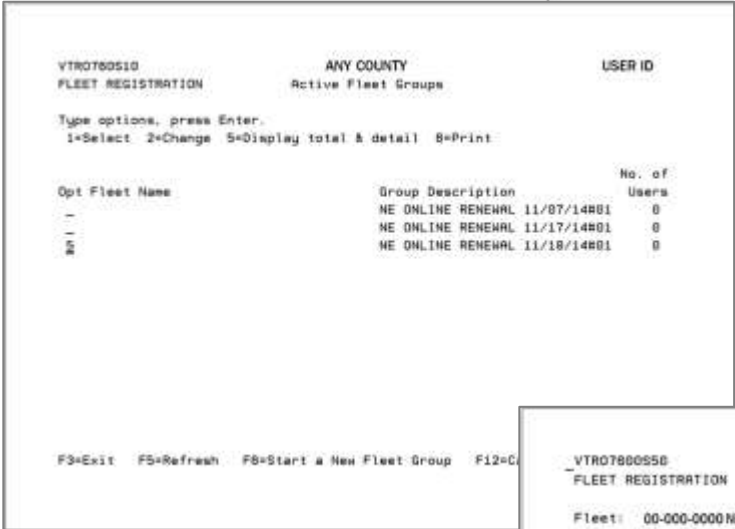 VTRO760S10 ANY COUNTY USER ID
FLEET REGISTRATION Active Fleet Groups
Type options, press Enter.
1=Select 2=Change 5=Display total & detail 8=Print
No. of
Opt Fleet Name Group Description Users
_ NE ONLINE RENEWAL 11/07/14#01 0
_ NE ONLINE RENEWAL 11/17/14#01 0
5 NE ONLINE RENEWAL 11/18/14#01 0
F3=Exit F5=Refresh F8=Start a New Fleet Group F12=C
_VTRO760OS50
FLEET REGISTRATION
Fleet: 00-000-0000 N